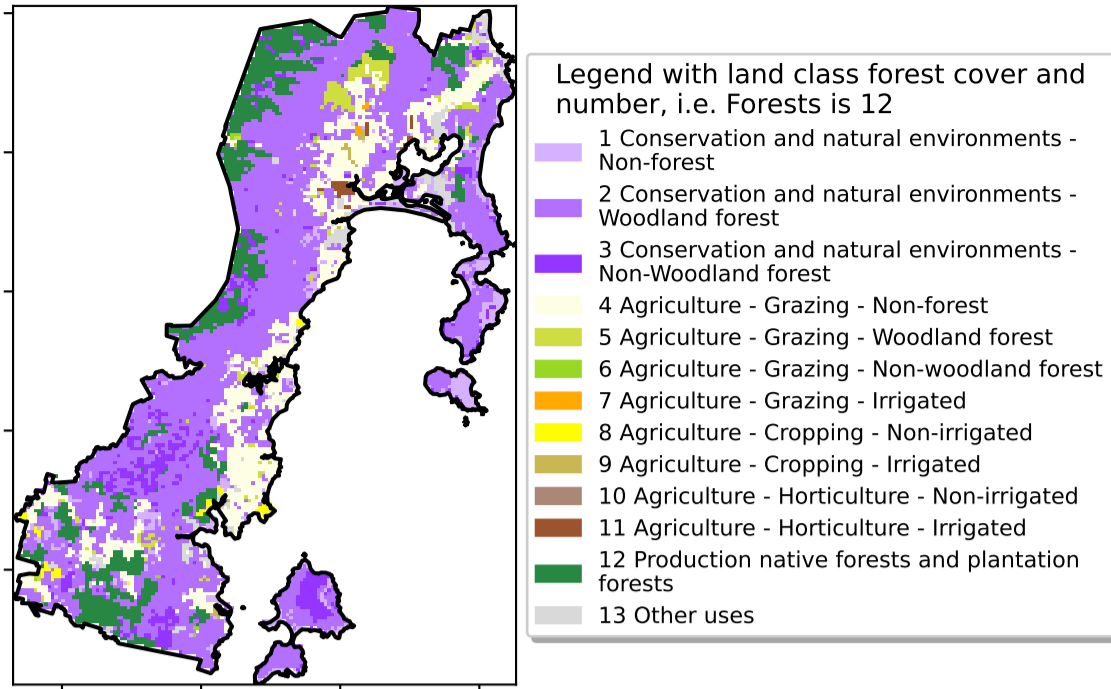 Legend with land class forest cover and
number, i.e. Forests is 12
1 Conservation and natural environments -
Non-forest
2 Conservation and natural environments -
Woodland forest
3 Conservation and natural environments -
Non-Woodland forest
4 Agriculture - Grazing - Non-forest
5 Agriculture - Grazing - Woodland forest
6 Agriculture - Grazing - Non-woodland forest
7 Agriculture - Grazing - Irrigated
8 Agriculture - Cropping - Non-irrigated
9 Agriculture - Cropping - Irrigated
10 Agriculture - Horticulture - Non-irrigated
11 Agriculture - Horticulture - Irrigated
12 Production native forests and plantation
forests
13 Other uses